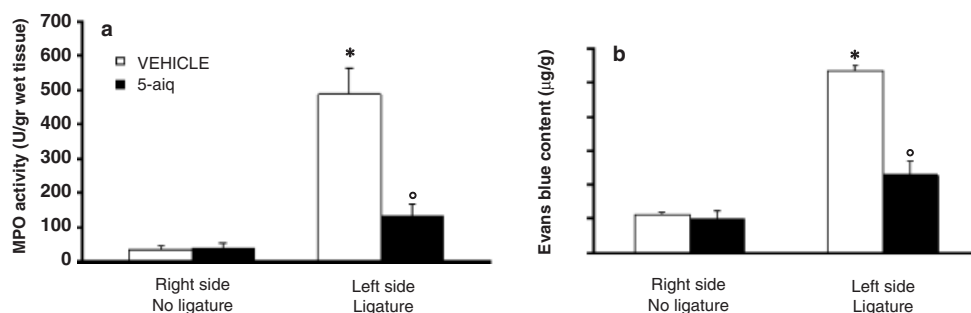 a
VEHICLE
5-aiq
MPO activity (U/gr wet tissue)
700
600
500
400
300
200
100
0
*
°
Right side
No ligature
Left side
Ligature
b
Evans blue content (µg/g)
*
°
Right side
No ligature
Left side
Ligature